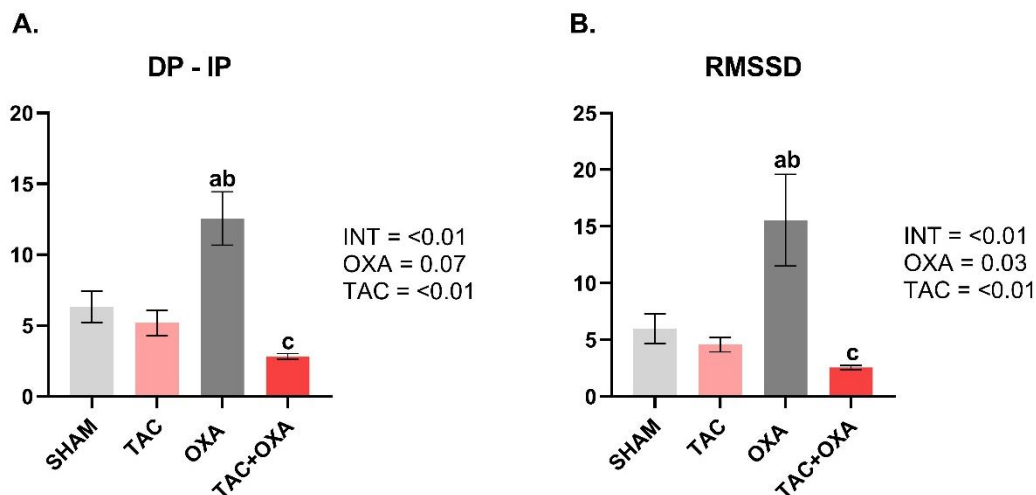 A.
DP - IP
20
15
10
5
0
ab
c
SHAM
TAC
OXA
TAC+OXA
INT = <0.01
OXA = 0.07
TAC = <0.01
B.
RMSSD
25
20
15
10
5
0
ab
c
SHAM
TAC
OXA
TAC+OXA
INT = <0.01
OXA = 0.03
TAC = <0.01